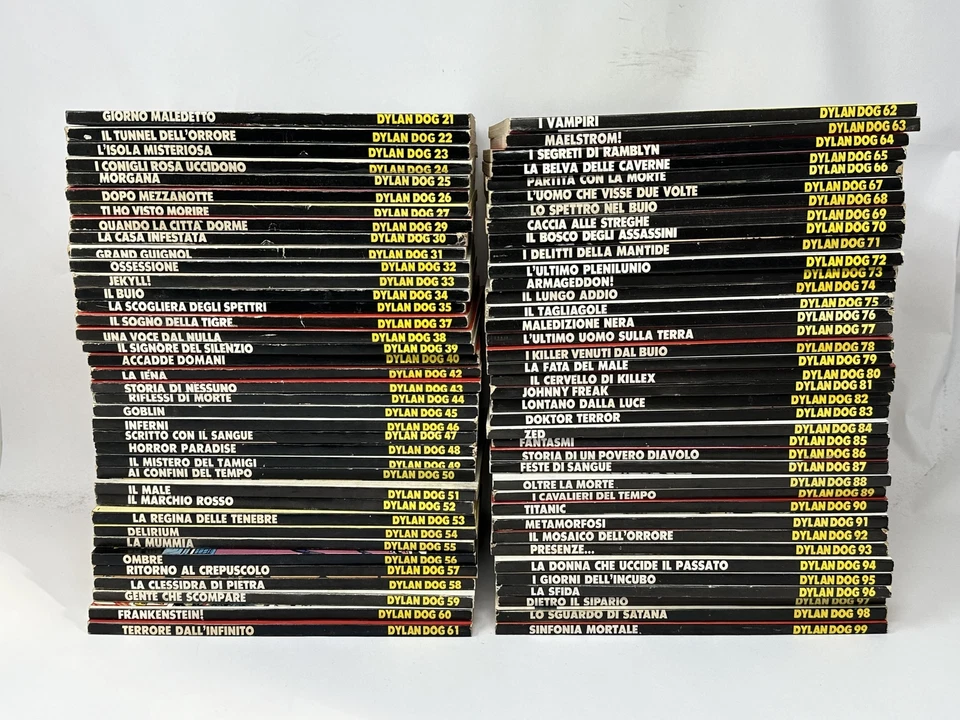 GIORNO MALEDETTO DYLAN DOG 21
IL TUNNEL DELL'ORRORE DYLAN DOG 22
L'ISOLA MISTERIOSA DYLAN DOG 23
I CONIGLI ROSA UCCIDONO DYLAN DOG 24
MORGANA DYLAN DOG 25
DOPO MEZZANOTTE DYLAN DOG 26
TI HO VISTO MORIRE DYLAN DOG 27
QUANDO LA CITTA' DORME DYLAN DOG 29
LA CASA INFESTATA DYLAN DOG 30
GRAND GUIGNOL DYLAN DOG 31
OSSESSIONE DYLAN DOG 32
JEKYLL! DYLAN DOG 33
IL BUIO DYLAN DOG 34
LA SCOGLIERA DEGLI SPETTRI DYLAN DOG 35
IL SOGNO DELLA TIGRE DYLAN DOG 37
UNA VOCE DAL NULLA DYLAN DOG 38
IL SIGNORE DEL SILENZIO DYLAN DOG 39
ACCADDE DOMANI DYLAN DOG 40
LA IENA DYLAN DOG 42
STORIA DI NESSUNO DYLAN DOG 43
RIFLESSI DI MORTE DYLAN DOG 44
GOBLIN DYLAN DOG 45
INFERNI DYLAN DOG 46
SCRITTO CON IL SANGUE DYLAN DOG 47
HORROR PARADISE DYLAN DOG 48
IL MISTERO DEL TAMIGI DYLAN DOG 49
AI CONFINI DEL TEMPO DYLAN DOG 50
IL MALE DYLAN DOG 51
IL MARCHIO ROSSO DYLAN DOG 52
LA REGINA DELLE TENEBRE DYLAN DOG 53
DELIRIUM DYLAN DOG 54
LA MUMMIA DYLAN DOG 55
OMBRE DYLAN DOG 56
RITORNO AL CREPUSCOLO DYLAN DOG 57
LA CLESSIDRA DI PIETRA DYLAN DOG 58
GENTE CHE SCOMPARE DYLAN DOG 59
FRANKENSTEIN! DYLAN DOG 60
TERRORE DALL'INFINITO DYLAN DOG 61
I VAMPIRI DYLAN DOG 62
MAELSTROM! DYLAN DOG 63
I SEGRETI DI RAMBLYN DYLAN DOG 64
LA BELVA DELLE CAVERNE DYLAN DOG 65
PARTITA CON LA MORTE DYLAN DOG 66
L'UOMO CHE VISSE DUE VOLTE DYLAN DOG 67
LO SPETTRO NEL BUIO DYLAN DOG 68
CACCIA ALLE STREGHE DYLAN DOG 69
IL BOSCO DEGLI ASSASSINI DYLAN DOG 70
I DELITTI DELLA MANTIDE DYLAN DOG 71
L'ULTIMO PLENILUNIO DYLAN DOG 72
ARMAGEDDON! DYLAN DOG 73
IL LUNGO ADDIO DYLAN DOG 74
IL TAGLIAGOLE DYLAN DOG 75
MALEDIZIONE NERA DYLAN DOG 76
L'ULTIMO UOMO SULLA TERRA DYLAN DOG 77
I KILLER VENUTI DAL BUIO DYLAN DOG 78
LA FATA DEL MALE DYLAN DOG 79
IL CERVELLO DI KILLEX DYLAN DOG 80
JOHNNY FREAK DYLAN DOG 81
LONTANO DALLA LUCE DYLAN DOG 82
DOKTOR TERROR DYLAN DOG 83
ZED DYLAN DOG 84
FANTASMI DYLAN DOG 85
STORIA DI UN POVERO DIAVOLO DYLAN DOG 86
FESTE DI SANGUE DYLAN DOG 87
OLTRE LA MORTE DYLAN DOG 88
I CAVALIERI DEL TEMPO DYLAN DOG 89
TITANIC DYLAN DOG 90
METAMORFOSI DYLAN DOG 91
IL MOSAICO DELL'ORRORE DYLAN DOG 92
PRESENZE... DYLAN DOG 93
LA DONNA CHE UCCIDE IL PASSATO DYLAN DOG 94
I GIORNI DELL'INCUBO DYLAN DOG 95
LA SFIDA DYLAN DOG 96
DIETRO IL SIPARIO DYLAN DOG 97
LO SGUARDO DI SATANA DYLAN DOG 98
SINFONIA MORTALE DYLAN DOG 99